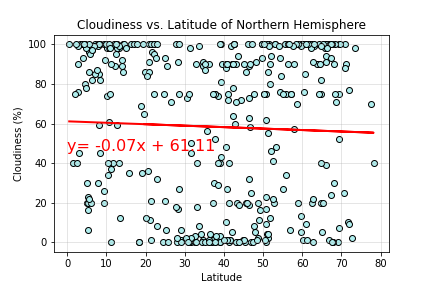 Cloudiness vs. Latitude of Northern Hemisphere
100
80
60
40
20
0
Cloudiness (%)
y= -0.07x + 61.11
0 10 20 30 40 50 60 70 80
Latitude